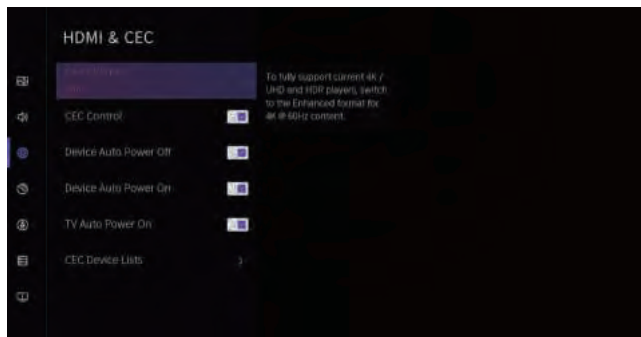 HDMI & CEC
To fully support current 4K /
UHD and HDR players, switch
to the Enhanced format for
4K @ 60Hz content.
CEC Control
Device Auto Power Off
Device Auto Power On
TV Auto Power On
CEC Device Lists